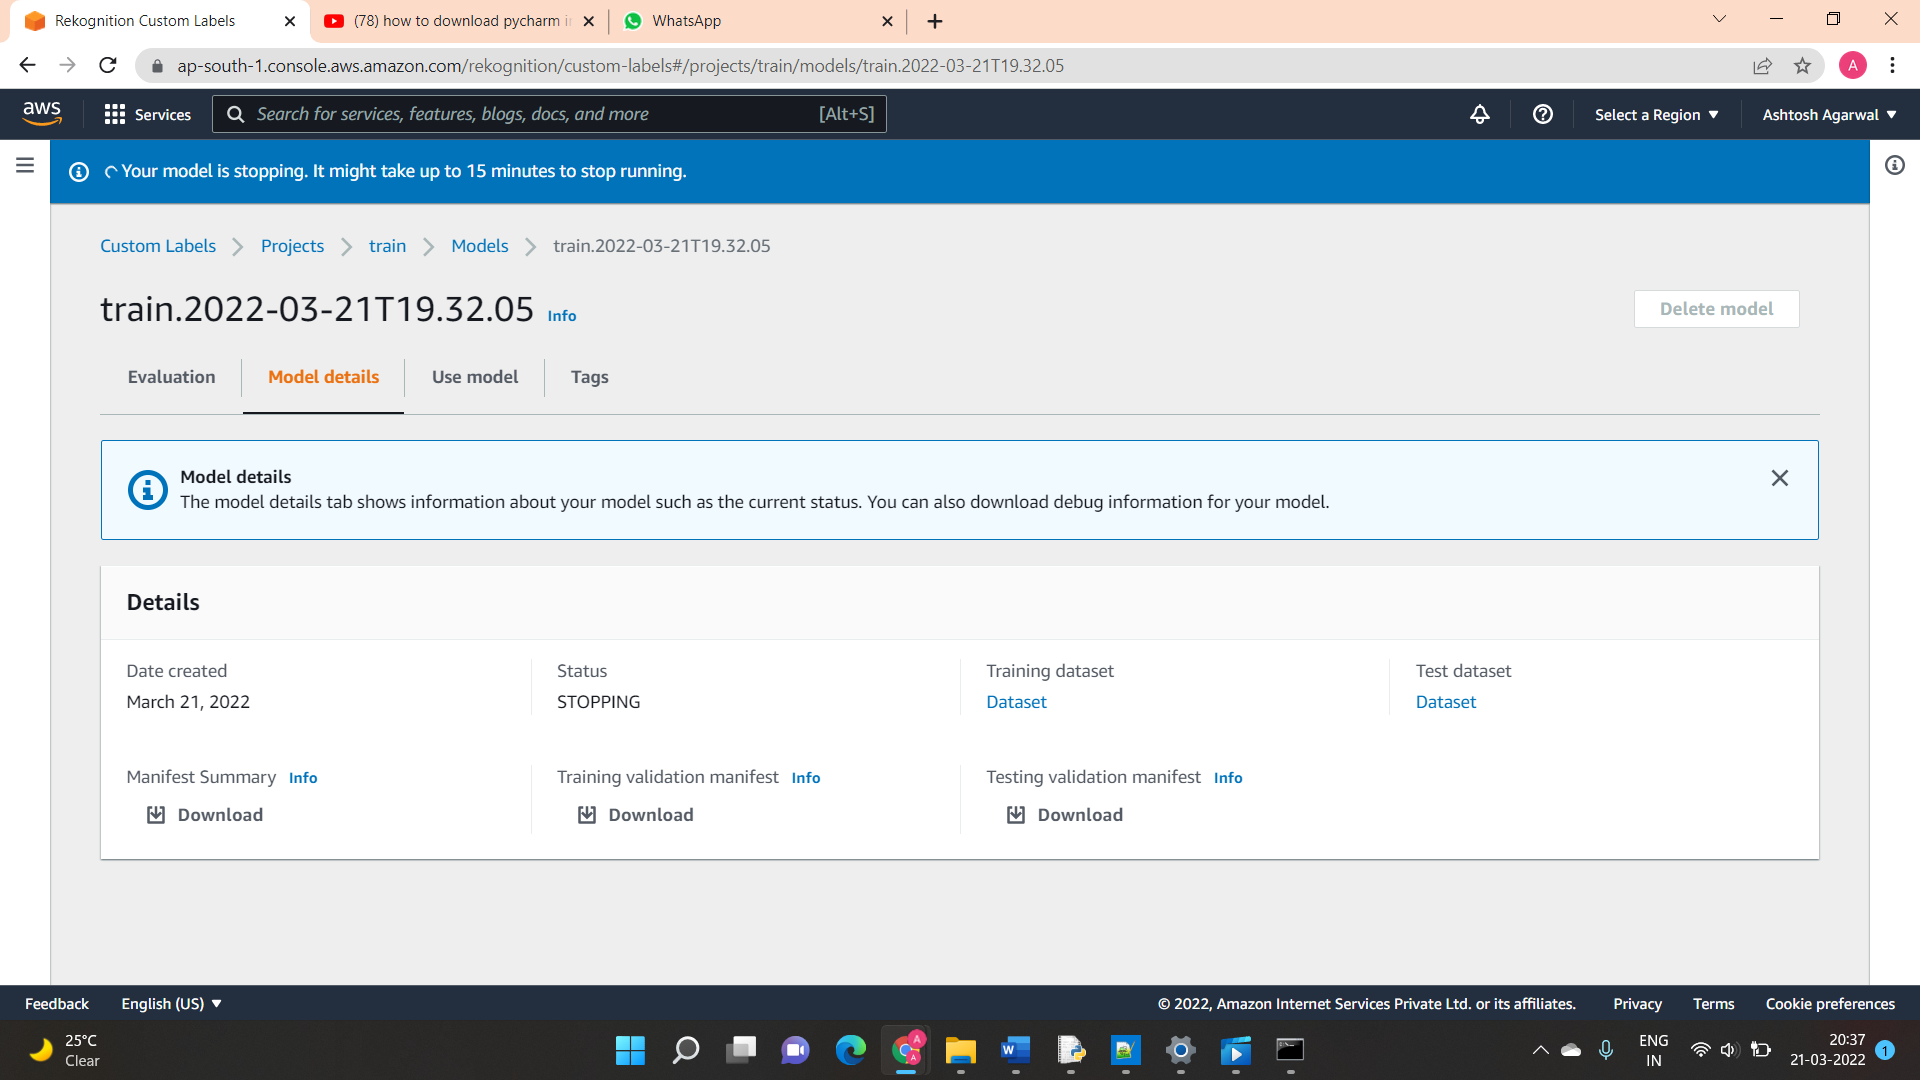 Rekognition Custom Labels
(78) how to download pycharm i
WhatsApp
ap-south-1.console.aws.amazon.com/rekognition/custom-labels#/projects/train/models/train.2022-03-21T19.32.05
A
aws
Services
Search for services, features, blogs, docs, and more [Alt+S]
Select a Region
Ashtosh Agarwal
Your model is stopping. It might take up to 15 minutes to stop running.
Custom Labels
Projects
train
Models
train.2022-03-21T19.32.05
train.2022-03-21T19.32.05 Info
Delete model
Evaluation
Model details
Use model
Tags
Model details
The model details tab shows information about your model such as the current status. You can also download debug information for your model.
Details
Date created
March 21, 2022
Status
STOPPING
Training dataset
Dataset
Test dataset
Dataset
Manifest Summary Info
Download
Training validation manifest Info
Download
Testing validation manifest Info
Download
Feedback
English (US)
© 2022, Amazon Internet Services Private Ltd. or its affiliates.
Privacy
Terms
Cookie preferences
25°C
Clear
A
A
W
ENG
IN
20:37
21-03-2022
1